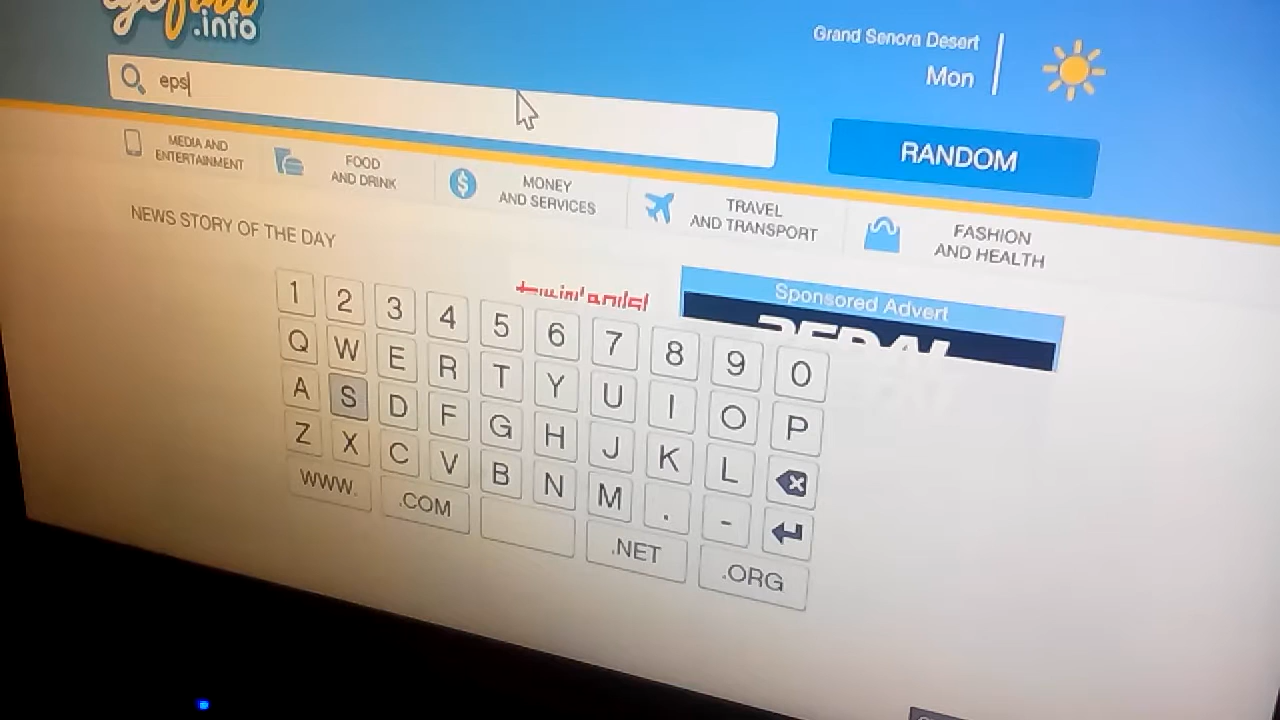 .info
Grand Senora Desert
Mon
eps
RANDOM
MEDIA AND
ENTERTAINMENT
FOOD
AND DRINK
MONEY
AND SERVICES
TRAVEL
AND TRANSPORT
FASHION
AND HEALTH
NEWS STORY OF THE DAY
Sponsored Advert
1 2 3 4 5 6 7 8 9 0
Q W E R T Y U I O P
A S D F G H J K L
Z X C V B N M . -
WWW. .COM .NET .ORG